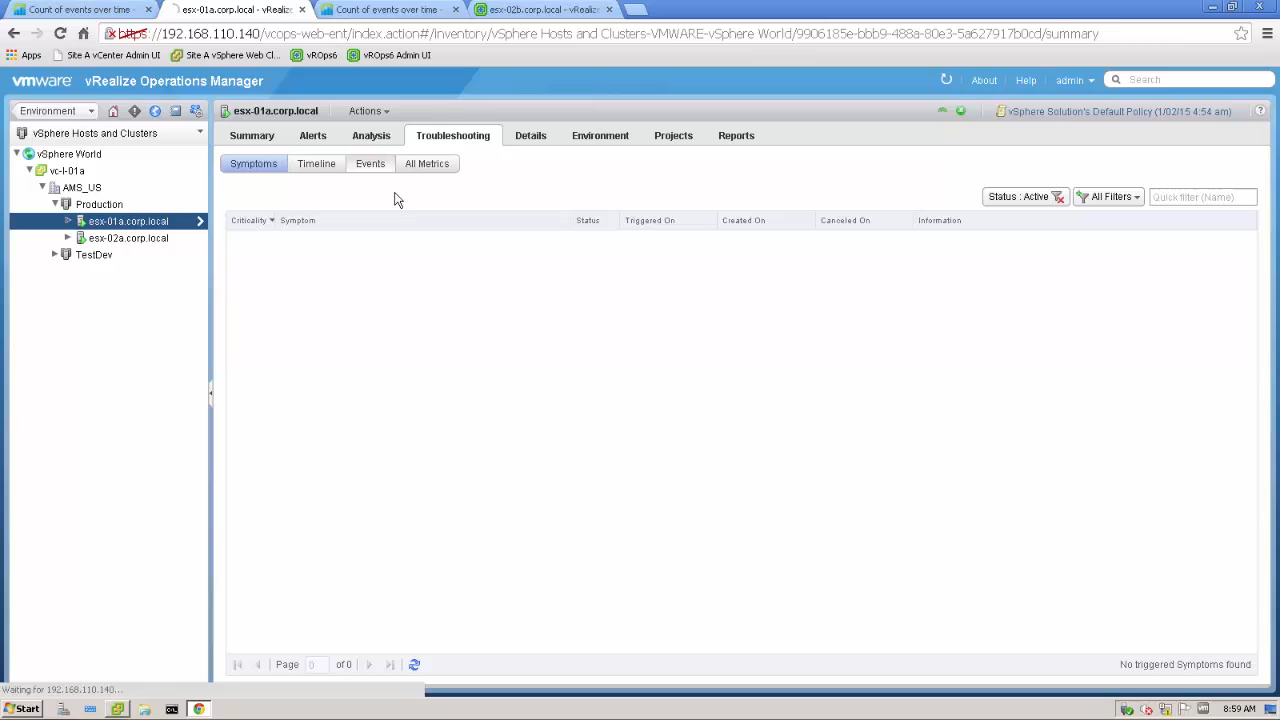 Count of events over time -
esx-01a.corp.local - vRealize
Count of events over time -
esx-02b.corp.local - vRealize
https://192.168.110.140/vcops-web-ent/index.action#/inventory//vSphere Hosts and Clusters-VMWARE-vSphere World/
Apps Site A vCenter Admin UI Site A vSphere Web Cl... vROps6 vROps6 Admin UI
vmware vRealize Operations Manager About Help admin Search
Environment esx-01a.corp.local Actions vSphere Solution's Default Policy (1/02/15 4:54 am)
vSphere Hosts and Clusters
Summary Alerts Analysis Troubleshooting Details Environment Projects Reports
vSphere World
Symptoms Timeline Events All Metrics
vc-l-01a
AMS_US
Status : Active All Filters Quick filter (Name)
Production
esx-01a.corp.local
Criticality Symptom Status Triggered On Created On Canceled On Information
esx-02a.corp.local
TestDev
Page 0 of 0 No triggered Symptoms found
Waiting for 192.168.110.140...
Start 8:59 AM